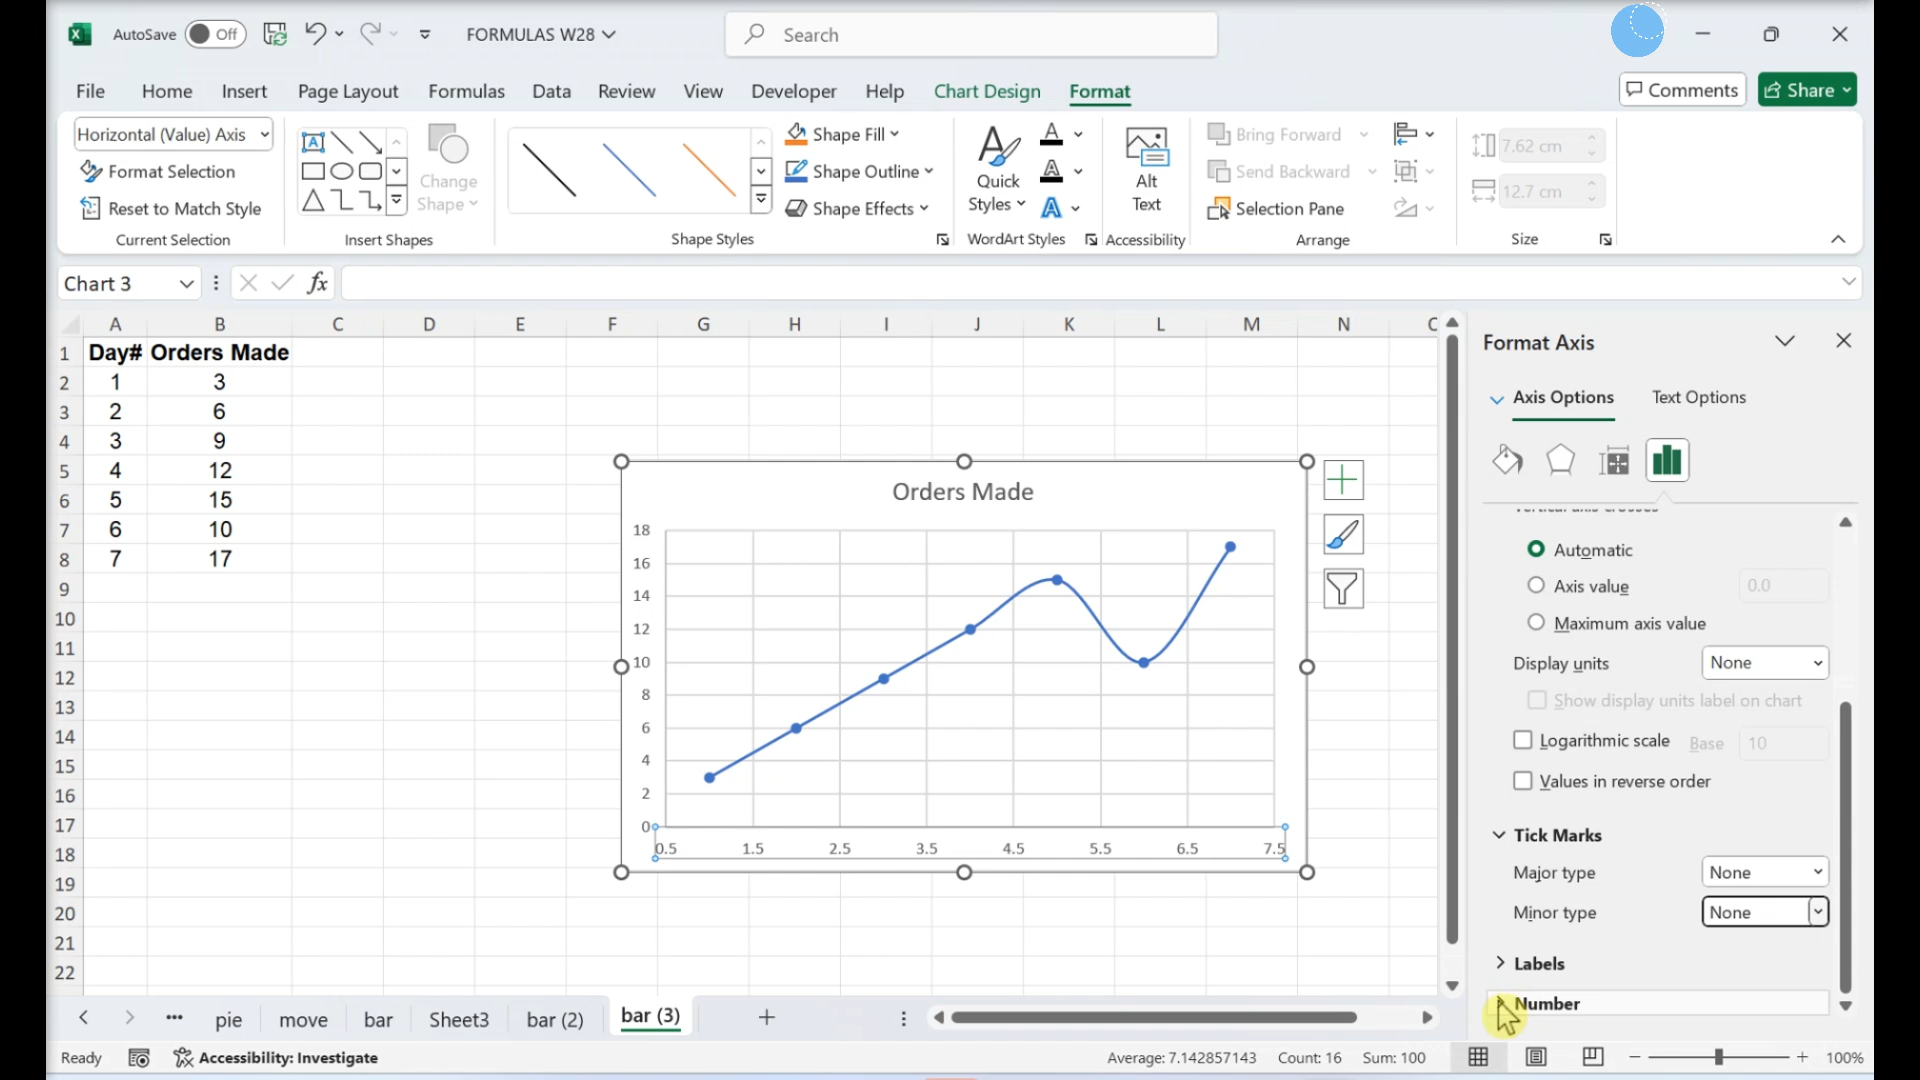 AutoSave Off FORMULAS W28 Search
File Home Insert Page Layout Formulas Data Review View Developer Help Chart Design Format Comments Share
Horizontal (Value) Axis
Format Selection
Reset to Match Style
Current Selection
Change
Shape
Insert Shapes
Shape Fill
Shape Outline
Shape Effects
Shape Styles
Quick
Styles
WordArt Styles
Alt
Text
Accessibility
Bring Forward
Send Backward
Selection Pane
Arrange
7.62 cm
12.7 cm
Size
Chart 3 fx
A B C D E F G H I J K L M N
1 Day# Orders Made
2 1 3
3 2 6
4 3 9
5 4 12
6 5 15
7 6 10
8 7 17
9
10
11
12
13
14
15
16
17
18
19
20
21
22
Orders Made
18
16
14
12
10
8
6
4
2
0
0.5 1.5 2.5 3.5 4.5 5.5 6.5 7.5
Format Axis
Axis Options Text Options
Vertical axis crosses
Automatic
Axis value 0.0
Maximum axis value
Display units None
Show display units label on chart
Logarithmic scale Base 10
Values in reverse order
Tick Marks
Major type None
Minor type None
Labels
Number
pie move bar Sheet3 bar (2) bar (3)
Ready Accessibility: Investigate Average: 7.142857143 Count: 16 Sum: 100 100%